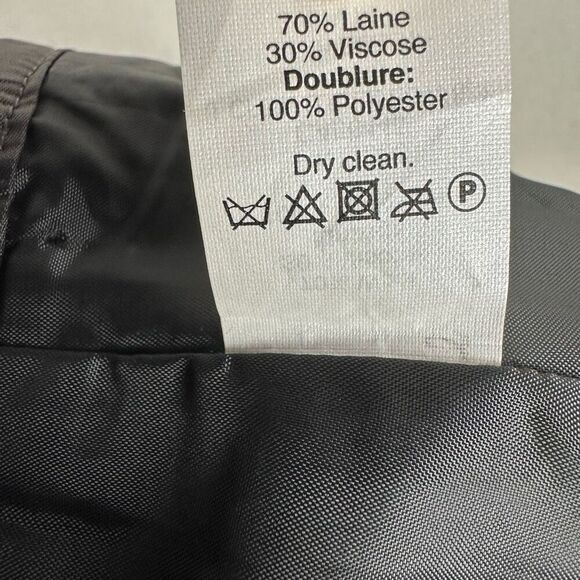 70% Laine
30% Viscose
Doublure:
100% Polyester
Dry clean.
P